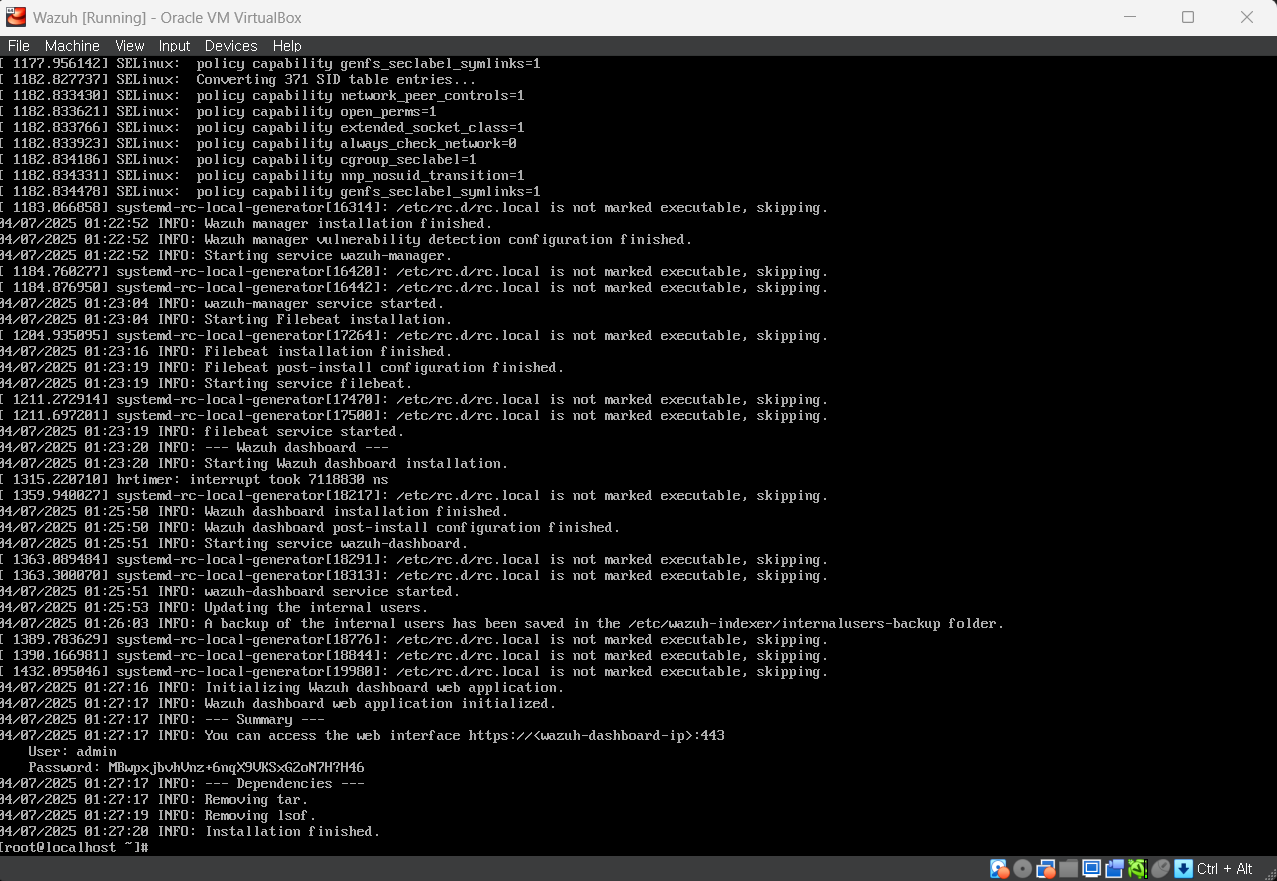 Wazuh [Running] - Oracle VM VirtualBox
File Machine View Input Devices Help
[ 1177.956142] SELinux:  policy capability genfs_seclabel_symlinks=1
[ 1182.827737] SELinux:  Converting 371 SID table entries...
[ 1182.833430] SELinux:  policy capability network_peer_controls=1
[ 1182.833621] SELinux:  policy capability open_perms=1
[ 1182.833766] SELinux:  policy capability extended_socket_class=1
[ 1182.833923] SELinux:  policy capability always_check_network=0
[ 1182.834186] SELinux:  policy capability cgroup_seclabel=1
[ 1182.834331] SELinux:  policy capability nnp_nosuid_transition=1
[ 1182.834478] SELinux:  policy capability genfs_seclabel_symlinks=1
[ 1183.066858] systemd-rc-local-generator[16314]: /etc/rc.d/rc.local is not marked executable, skipping.
04/07/2025 01:22:52 INFO: Wazuh manager installation finished.
04/07/2025 01:22:52 INFO: Wazuh manager vulnerability detection configuration finished.
04/07/2025 01:22:52 INFO: Starting service wazuh-manager.
[ 1184.760277] systemd-rc-local-generator[16420]: /etc/rc.d/rc.local is not marked executable, skipping.
[ 1184.876950] systemd-rc-local-generator[16442]: /etc/rc.d/rc.local is not marked executable, skipping.
04/07/2025 01:23:04 INFO: wazuh-manager service started.
04/07/2025 01:23:04 INFO: Starting Filebeat installation.
[ 1204.935095] systemd-rc-local-generator[17264]: /etc/rc.d/rc.local is not marked executable, skipping.
04/07/2025 01:23:16 INFO: Filebeat installation finished.
04/07/2025 01:23:19 INFO: Filebeat post-install configuration finished.
04/07/2025 01:23:19 INFO: Starting service filebeat.
[ 1211.272914] systemd-rc-local-generator[17470]: /etc/rc.d/rc.local is not marked executable, skipping.
[ 1211.697201] systemd-rc-local-generator[17500]: /etc/rc.d/rc.local is not marked executable, skipping.
04/07/2025 01:23:19 INFO: filebeat service started.
04/07/2025 01:23:20 INFO: --- Wazuh dashboard ---
04/07/2025 01:23:20 INFO: Starting Wazuh dashboard installation.
[ 1315.220710] hrtimer: interrupt took 7118830 ns
[ 1359.940027] systemd-rc-local-generator[18217]: /etc/rc.d/rc.local is not marked executable, skipping.
04/07/2025 01:25:50 INFO: Wazuh dashboard installation finished.
04/07/2025 01:25:50 INFO: Wazuh dashboard post-install configuration finished.
04/07/2025 01:25:51 INFO: Starting service wazuh-dashboard.
[ 1363.089484] systemd-rc-local-generator[18291]: /etc/rc.d/rc.local is not marked executable, skipping.
[ 1363.300070] systemd-rc-local-generator[18313]: /etc/rc.d/rc.local is not marked executable, skipping.
04/07/2025 01:25:51 INFO: wazuh-dashboard service started.
04/07/2025 01:25:53 INFO: Updating the internal users.
04/07/2025 01:26:03 INFO: A backup of the internal users has been saved in the /etc/wazuh-indexer/internalusers-backup folder.
[ 1389.783629] systemd-rc-local-generator[18776]: /etc/rc.d/rc.local is not marked executable, skipping.
[ 1390.166981] systemd-rc-local-generator[18844]: /etc/rc.d/rc.local is not marked executable, skipping.
[ 1432.095046] systemd-rc-local-generator[19980]: /etc/rc.d/rc.local is not marked executable, skipping.
04/07/2025 01:27:16 INFO: Initializing Wazuh dashboard web application.
04/07/2025 01:27:17 INFO: Wazuh dashboard web application initialized.
04/07/2025 01:27:17 INFO: --- Summary ---
04/07/2025 01:27:17 INFO: You can access the web interface https://<wazuh-dashboard-ip>:443
User: admin
Password: MBwpxjbvhVnz+6nqX9VKSxG2oN7H?H46
04/07/2025 01:27:17 INFO: --- Dependencies ---
04/07/2025 01:27:17 INFO: Removing tar.
04/07/2025 01:27:19 INFO: Removing lsof.
04/07/2025 01:27:20 INFO: Installation finished.
[root@localhost ~]#
Ctrl + Alt